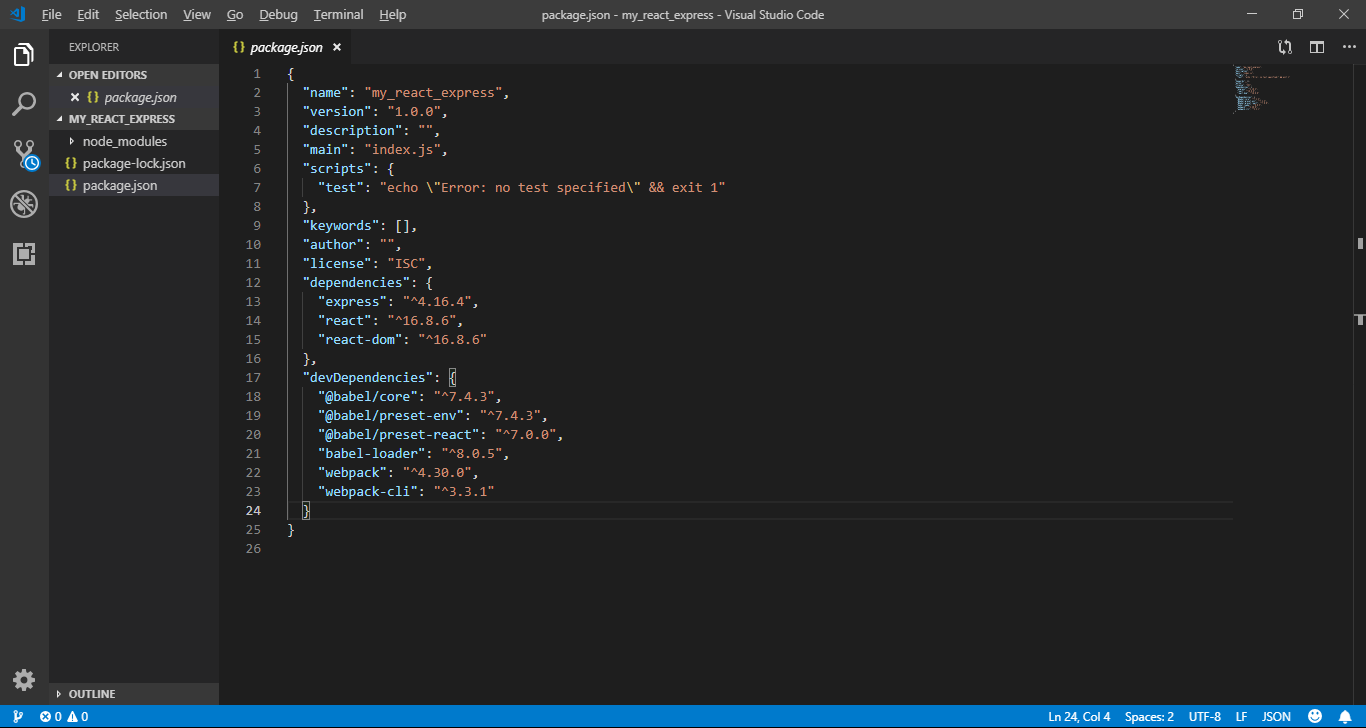 File Edit Selection View Go Debug Terminal Help package.json - my_react_express - Visual Studio Code
EXPLORER
OPEN EDITORS
{} package.json
MY_REACT_EXPRESS
node_modules
{} package-lock.json
{} package.json
OUTLINE
{} package.json
1 {
2   "name": "my_react_express",
3   "version": "1.0.0",
4   "description": "",
5   "main": "index.js",
6   "scripts": {
7     "test": "echo \"Error: no test specified\" && exit 1"
8   },
9   "keywords": [],
10   "author": "",
11   "license": "ISC",
12   "dependencies": {
13     "express": "^4.16.4",
14     "react": "^16.8.6",
15     "react-dom": "^16.8.6"
16   },
17   "devDependencies": {
18     "@babel/core": "^7.4.3",
19     "@babel/preset-env": "^7.4.3",
20     "@babel/preset-react": "^7.0.0",
21     "babel-loader": "^8.0.5",
22     "webpack": "^4.30.0",
23     "webpack-cli": "^3.3.1"
24   }
25 }
26
0 0 Ln 24, Col 4 Spaces: 2 UTF-8 LF JSON